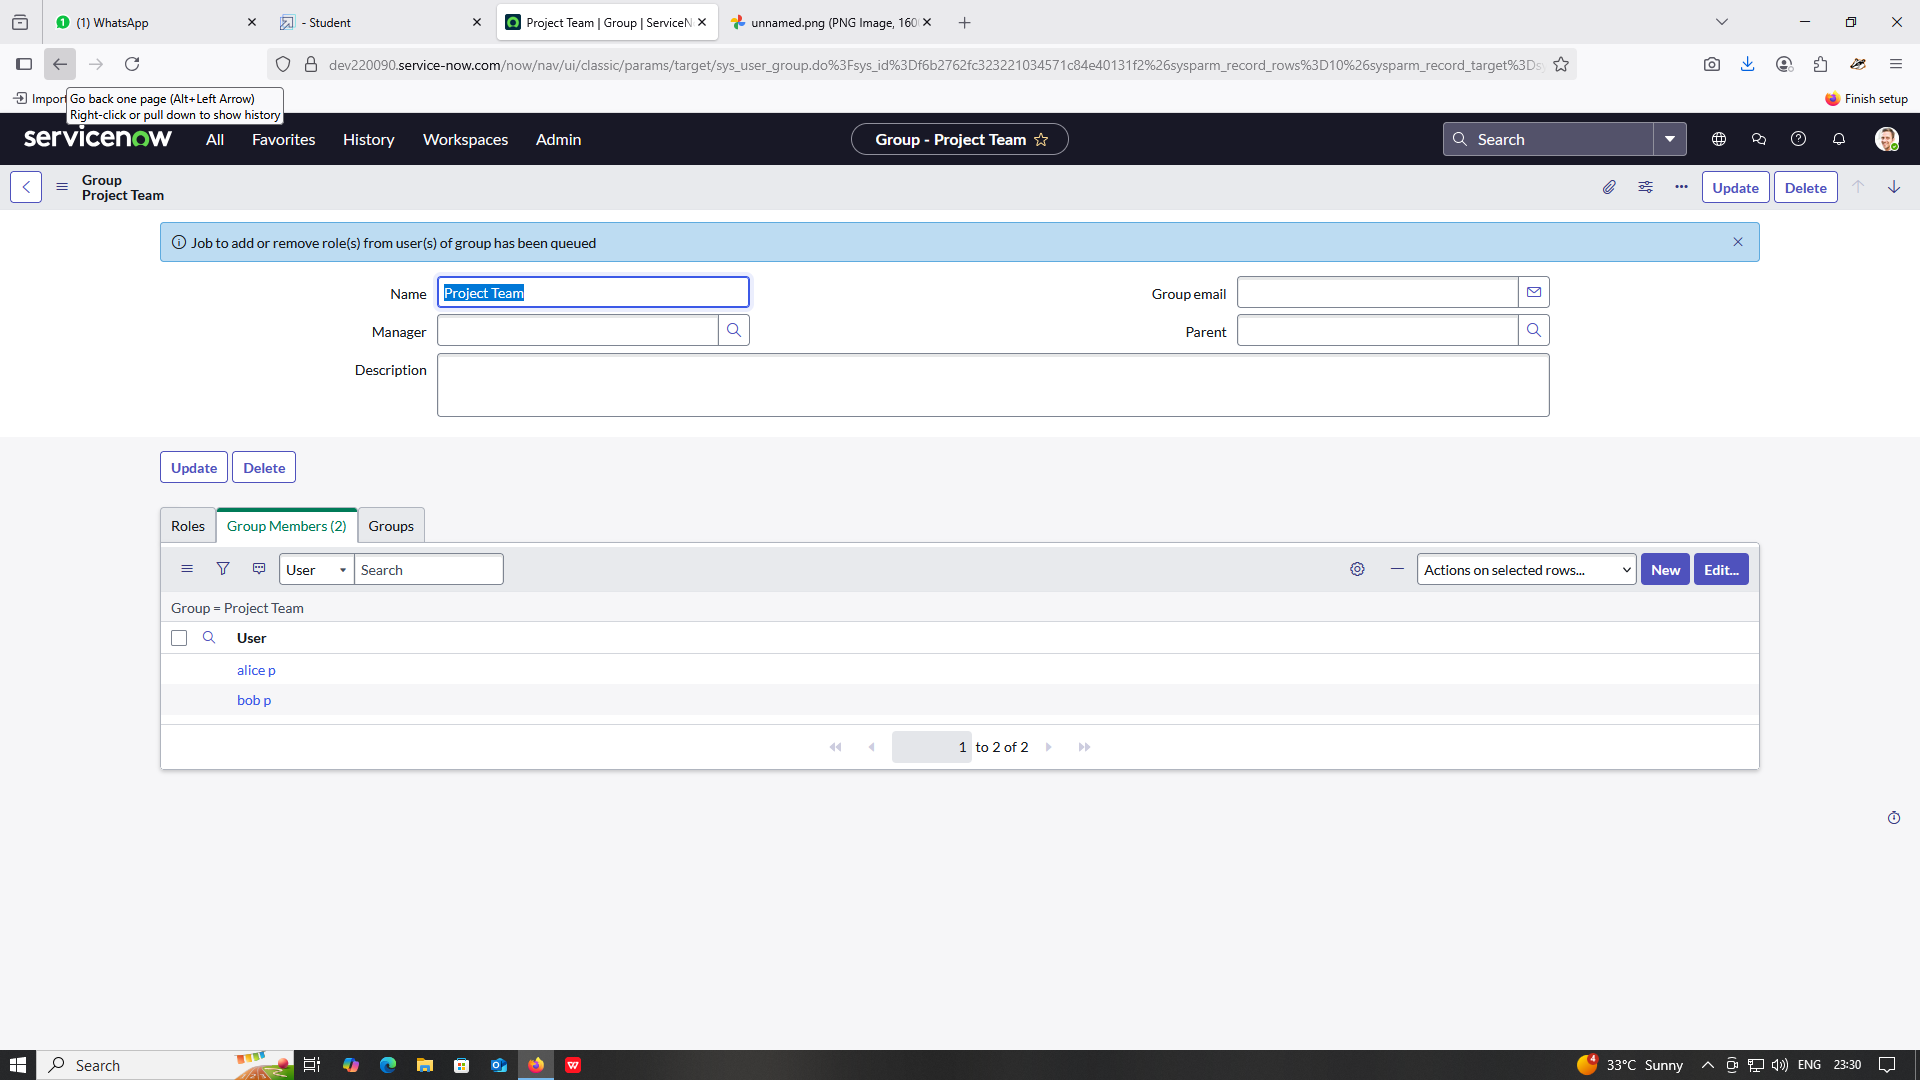 (1) WhatsApp
- Student
Project Team | Group | ServiceN
unnamed.png (PNG Image, 160
dev220090.service-now.com/now/nav/ui/classic/params/target/sys_user_group.do%3Fsys_id%3Df6b2762fc323221034571c84e40131f2%26sysparm_record_rows%3D10%26sysparm_record_target%3Ds
Import
Go back one page (Alt+Left Arrow)
Right-click or pull down to show history
Finish setup
servicenow
All
Favorites
History
Workspaces
Admin
Group - Project Team
Search
Group
Project Team
Update
Delete
Job to add or remove role(s) from user(s) of group has been queued
Name
Project Team
Group email
Manager
Parent
Description
Update
Delete
Roles
Group Members (2)
Groups
User
Search
Actions on selected rows...
New
Edit...
Group = Project Team
User
alice p
bob p
1 to 2 of 2
Search
4
33°C Sunny
ENG
23:30